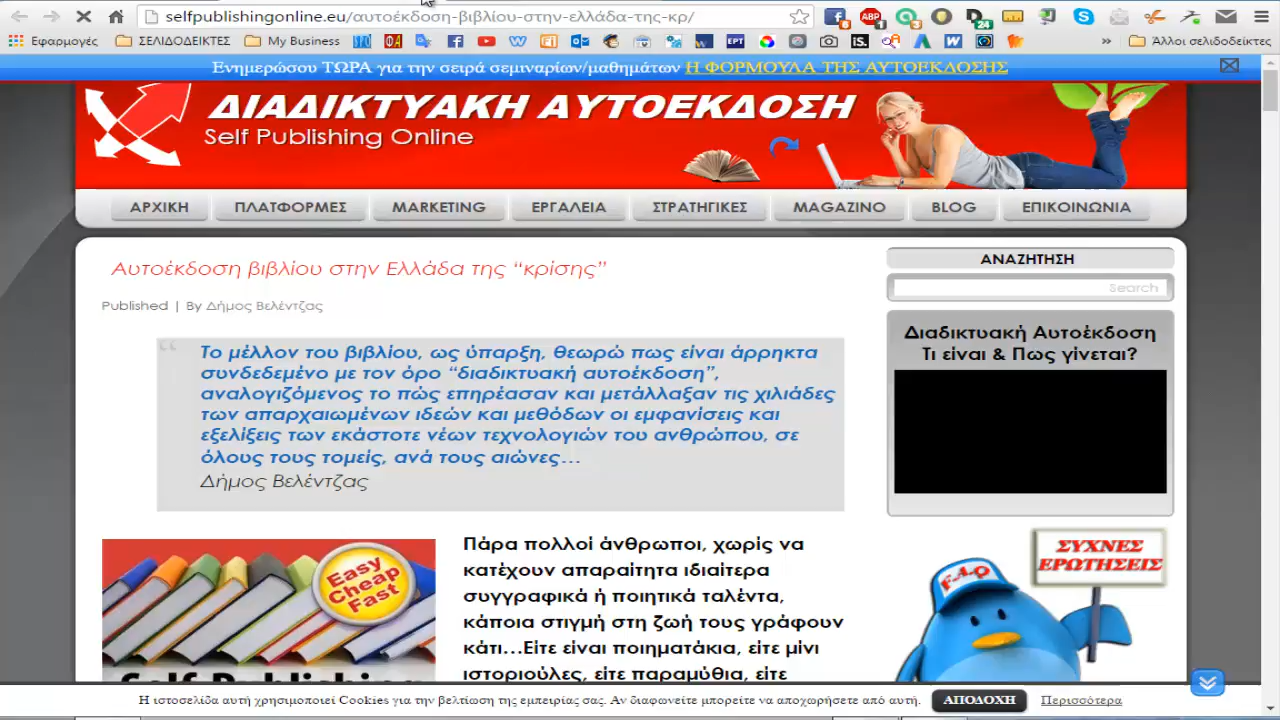 selfpublishingonline.eu/αυτοέκδοση-βιβλίου-στην-ελλάδα-της-κρ/
6
ABP
1
1
24
Εφαρμογές
ΣΕΛΙΔΟΔΕΙΚΤΕΣ
My Business
ΕΡΤ
iS.
»
Άλλοι σελιδοδείκτες
Ενημερώσου ΤΩΡΑ για την σειρά σεμιναρίων/μαθημάτων Η ΦΟΡΜΟΥΛΑ ΤΗΣ ΑΥΤΟΕΚΔΟΣΗΣ
ΔΙΑΔΙΚΤΥΑΚΗ ΑΥΤΟΕΚΔΟΣΗ
Self Publishing Online
ΑΡΧΙΚΗ
ΠΛΑΤΦΟΡΜΕΣ
MARKETING
ΕΡΓΑΛΕΙΑ
ΣΤΡΑΤΗΓΙΚΕΣ
MAGAZINO
BLOG
ΕΠΙΚΟΙΝΩΝΙΑ
Αυτοέκδοση βιβλίου στην Ελλάδα της “κρίσης”
Published | By Δήμος Βελέντζας
Το μέλλον του βιβλίου, ως ύπαρξη, θεωρώ πως είναι άρρηκτα
συνδεδεμένο με τον όρο “διαδικτυακή αυτοέκδοση”,
αναλογιζόμενος το πώς επηρέασαν και μετάλλαξαν τις χιλιάδες
των απαρχαιωμένων ιδεών και μεθόδων οι εμφανίσεις και
εξελίξεις των εκάστοτε νέων τεχνολογιών του ανθρώπου, σε
όλους τους τομείς, ανά τους αιώνες…
Δήμος Βελέντζας
Easy
Cheap
Fast
Πάρα πολλοί άνθρωποι, χωρίς να
κατέχουν απαραίτητα ιδιαίτερα
συγγραφικά ή ποιητικά ταλέντα,
κάποια στιγμή στη ζωή τους γράφουν
κάτι…Είτε είναι ποιηματάκια, είτε μίνι
ιστοριούλες, είτε παραμύθια, είτε
ΑΝΑΖΗΤΗΣΗ
Search
Διαδικτυακή Αυτοέκδοση
Τι είναι & Πως γίνεται?
ΣΥΧΝΕΣ
ΕΡΩΤΗΣΕΙΣ
F.A.Q
Η ιστοσελίδα αυτή χρησιμοποιεί Cookies για την βελτίωση της εμπειρίας σας. Αν διαφωνείτε μπορείτε να αποχωρήσετε από αυτή. ΑΠΟΔΟΧΗ Περισσότερα